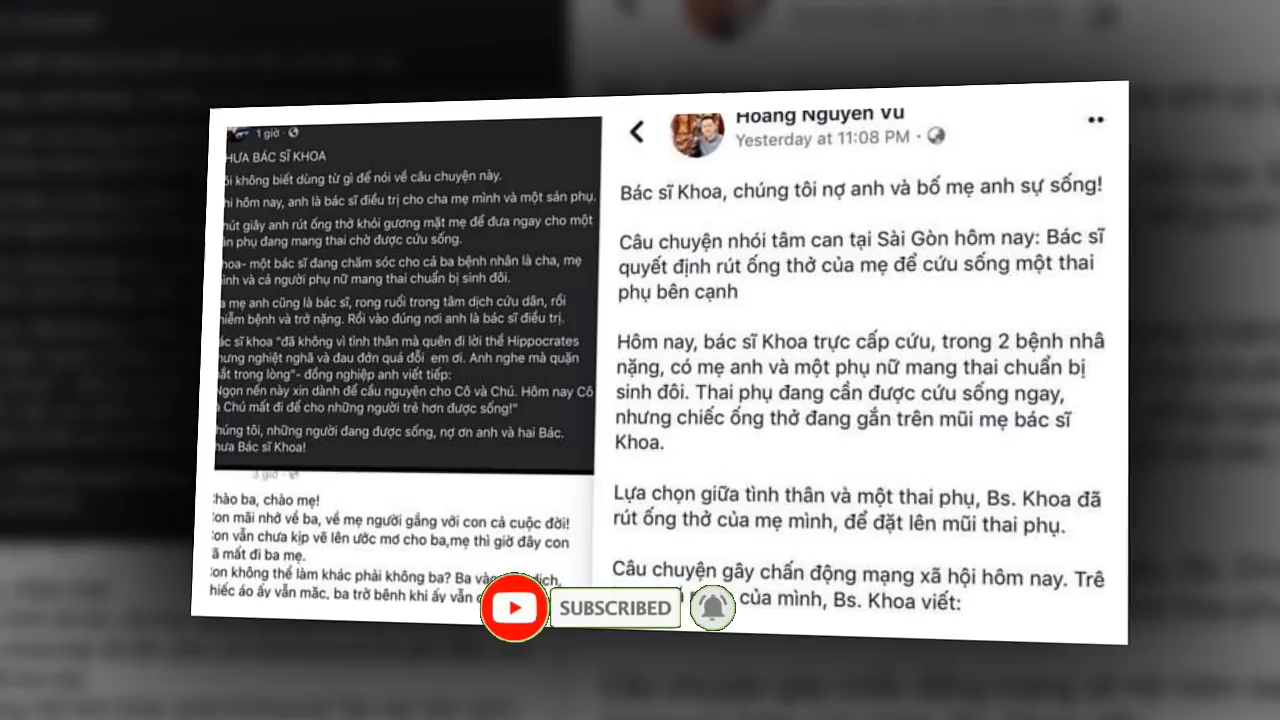 1 giờ
HƯA BÁC SĨ KHOA
ôi không biết dùng từ gì để nói về câu chuyện này.
hi hôm nay, anh là bác sĩ điều trị cho cha mẹ mình và một sản phụ.
hút giây anh rút ống thở khỏi gương mặt mẹ để đưa ngay cho một
ản phụ đang mang thai chờ được cứu sống.
hoa- một bác sĩ đang chăm sóc cho cả ba bệnh nhân là cha, mẹ
ình và cả người phụ nữ mang thai chuẩn bị sinh đôi.
a mẹ anh cũng là bác sĩ, rong ruổi trong tâm dịch cứu dân, rồi
hiễm bệnh và trở nặng. Rồi vào đúng nơi anh là bác sĩ điều trị.
ác sĩ khoa "đã không vì tình thân mà quên đi lời thề Hippocrates
hưng nghiệt nghã và đau đớn quá đỗi em ơi. Anh nghe mà quặn
ắt trong lòng"- đồng nghiệp anh viết tiếp:
Ngọn nến này xin dành để cầu nguyện cho Cô và Chú. Hôm nay Cô
à Chú mất đi để cho những người trẻ hơn được sống!"
húng tôi, những người đang được sống, nợ ơn anh và hai Bác.
hưa Bác sĩ Khoa!
3 giờ
chào ba, chào mẹ!
con mãi nhớ về ba, về mẹ người gắng với con cả cuộc đời!
con vẫn chưa kịp vẽ lên ước mơ cho ba,mẹ thì giờ đây con
ã mất đi ba mẹ.
con không thể làm khác phải không ba? Ba vào dịch,
hiếc áo ấy vẫn mắc, ba trở bệnh khi ấy vẫn
Hoàng Nguyên Vũ
Yesterday at 11:08 PM
Bác sĩ Khoa, chúng tôi nợ anh và bố mẹ anh sự sống!
Câu chuyện nhói tâm can tại Sài Gòn hôm nay: Bác sĩ
quyết định rút ống thở của mẹ để cứu sống một thai
phụ bên cạnh
Hôm nay, bác sĩ Khoa trực cấp cứu, trong 2 bệnh nhâ
nặng, có mẹ anh và một phụ nữ mang thai chuẩn bị
sinh đôi. Thai phụ đang cần được cứu sống ngay,
nhưng chiếc ống thở đang gắn trên mũi mẹ bác sĩ
Khoa.
Lựa chọn giữa tình thân và một thai phụ, Bs. Khoa đã
rút ống thở của mẹ mình, để đặt lên mũi thai phụ.
Câu chuyện gây chấn động mạng xã hội hôm nay. Trê
của mình, Bs. Khoa viết:
SUBSCRIBED